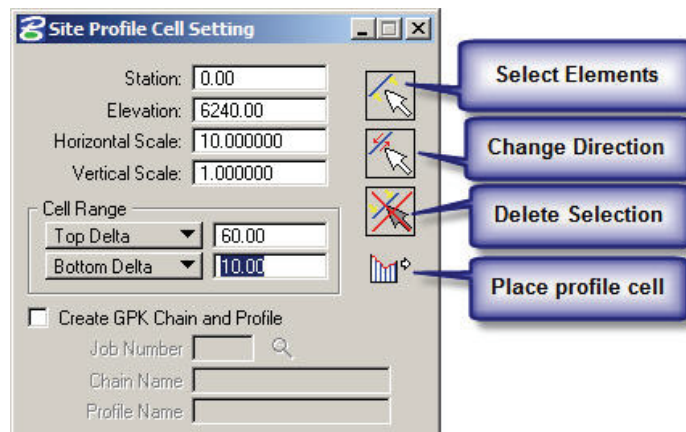 Site Profile Cell Setting
Station: 0.00
Elevation: 6240.00
Horizontal Scale: 10.000000
Vertical Scale: 1.000000
Cell Range
Top Delta 60.00
Bottom Delta 10.00
Create GPK Chain and Profile
Job Number
Chain Name
Profile Name
Select Elements
Change Direction
Delete Selection
Place profile cell